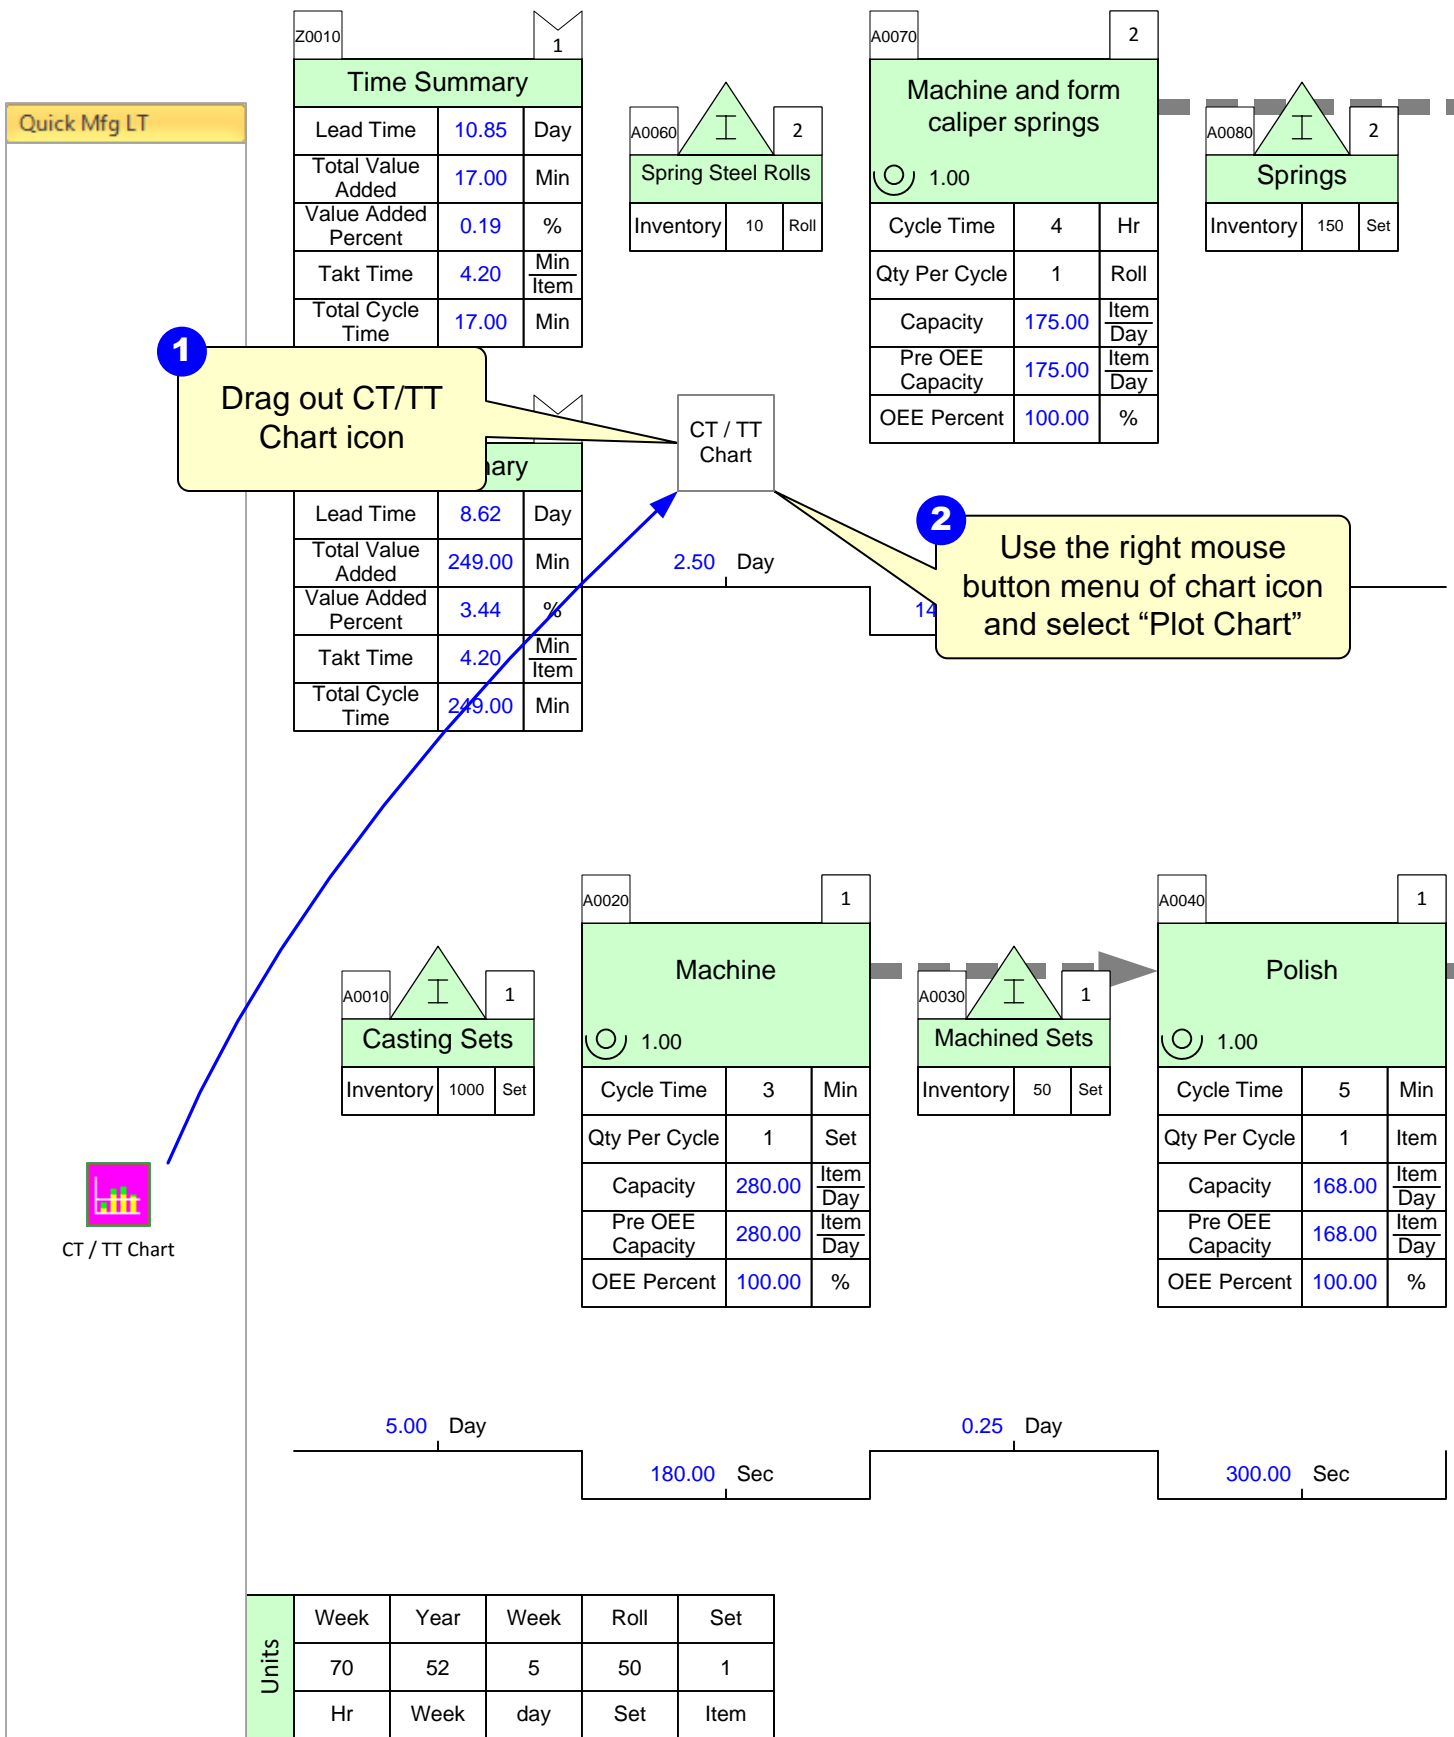 Quick Mfg LT
Z0010
1
Time Summary
Lead Time 10.85 Day
Total Value
Added 17.00 Min
Value Added
Percent 0.19 %
Takt Time 4.20 Min
Item
Total Cycle
Time 17.00 Min
A0060
I
2
Spring Steel Rolls
Inventory 10 Roll
A0070
2
Machine and form
caliper springs
1.00
Cycle Time 4 Hr
Qty Per Cycle 1 Roll
Capacity 175.00 Item
Day
Pre OEE
Capacity 175.00 Item
Day
OEE Percent 100.00 %
A0080
I
2
Springs
Inventory 150 Set
1
Drag out CT/TT
Chart icon
CT / TT
Chart
2
Use the right mouse
button menu of chart icon
and select “Plot Chart”
Lead Time 8.62 Day
Total Value
Added 249.00 Min
Value Added
Percent 3.44 %
Takt Time 4.20 Min
Item
Total Cycle
Time 249.00 Min
2.50 Day
A0010
I
1
Casting Sets
Inventory 1000 Set
A0020
1
Machine
1.00
Cycle Time 3 Min
Qty Per Cycle 1 Set
Capacity 280.00 Item
Day
Pre OEE
Capacity 280.00 Item
Day
OEE Percent 100.00 %
A0030
I
1
Machined Sets
Inventory 50 Set
A0040
1
Polish
1.00
Cycle Time 5 Min
Qty Per Cycle 1 Item
Capacity 168.00 Item
Day
Pre OEE
Capacity 168.00 Item
Day
OEE Percent 100.00 %
CT / TT Chart
5.00 Day
180.00 Sec
0.25 Day
300.00 Sec
Units
Week Year Week Roll Set
70 52 5 50 1
Hr Week day Set Item